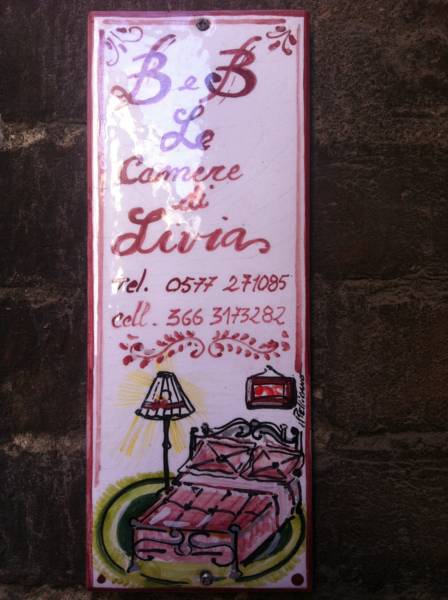 B e B
Le
Camere
di
Livia
Tel. 0577 271085
cell. 366 3173282